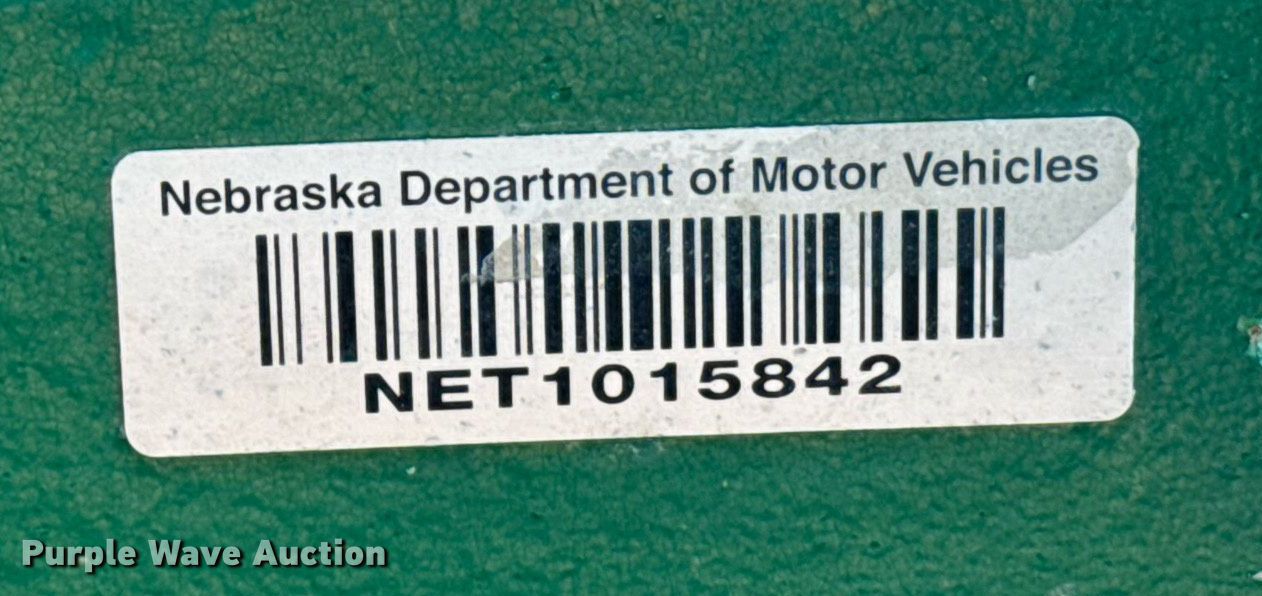 Nebraska Department of Motor Vehicles
NET1015842
Purple Wave Auction